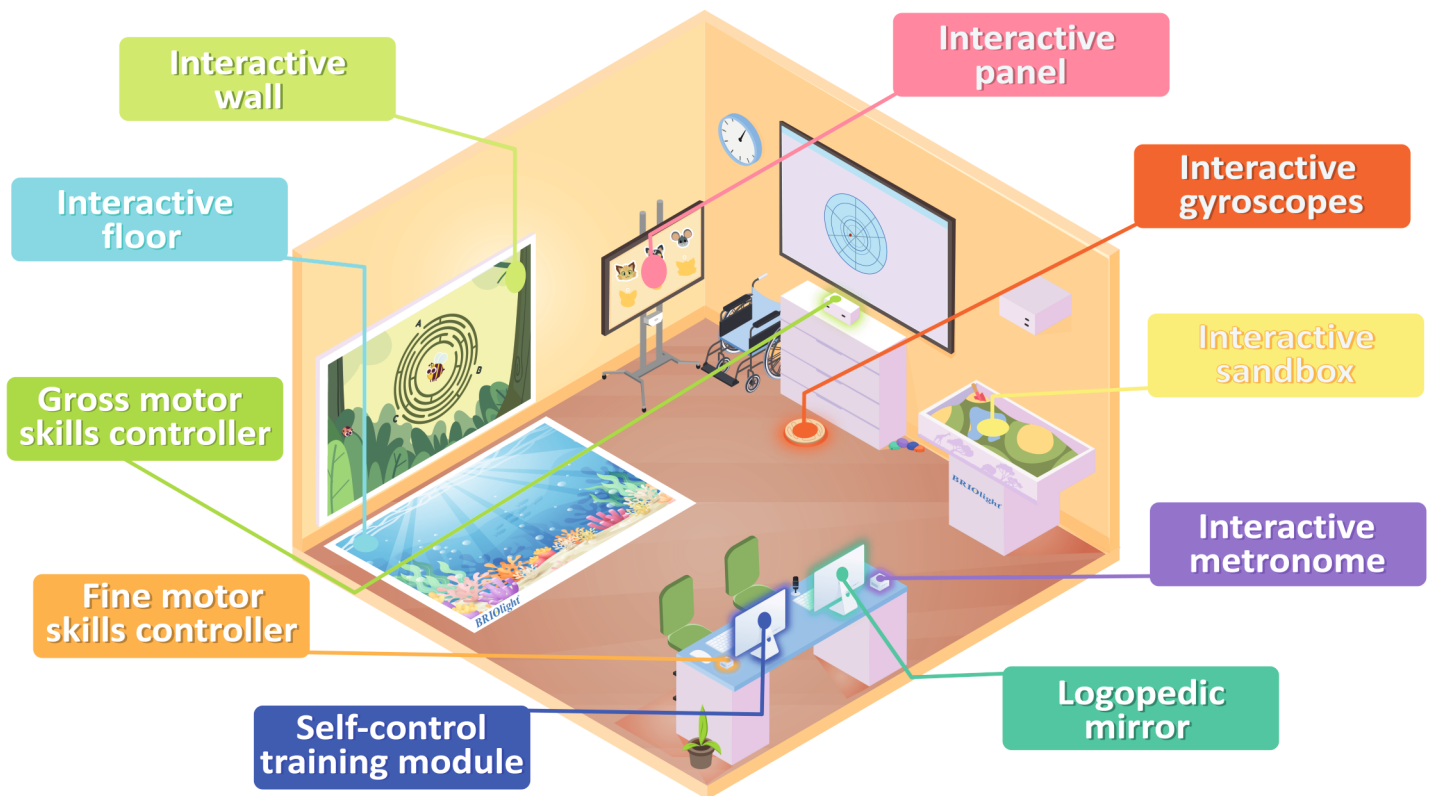 Interactive
wall
Interactive
panel
Interactive
floor
Interactive
gyroscopes
Interactive
sandbox
Gross motor
skills controller
Interactive
metronome
Fine motor
skills controller
Logopedic
mirror
Self-control
training module
A
B
C
BRIOlight
BRIOlight